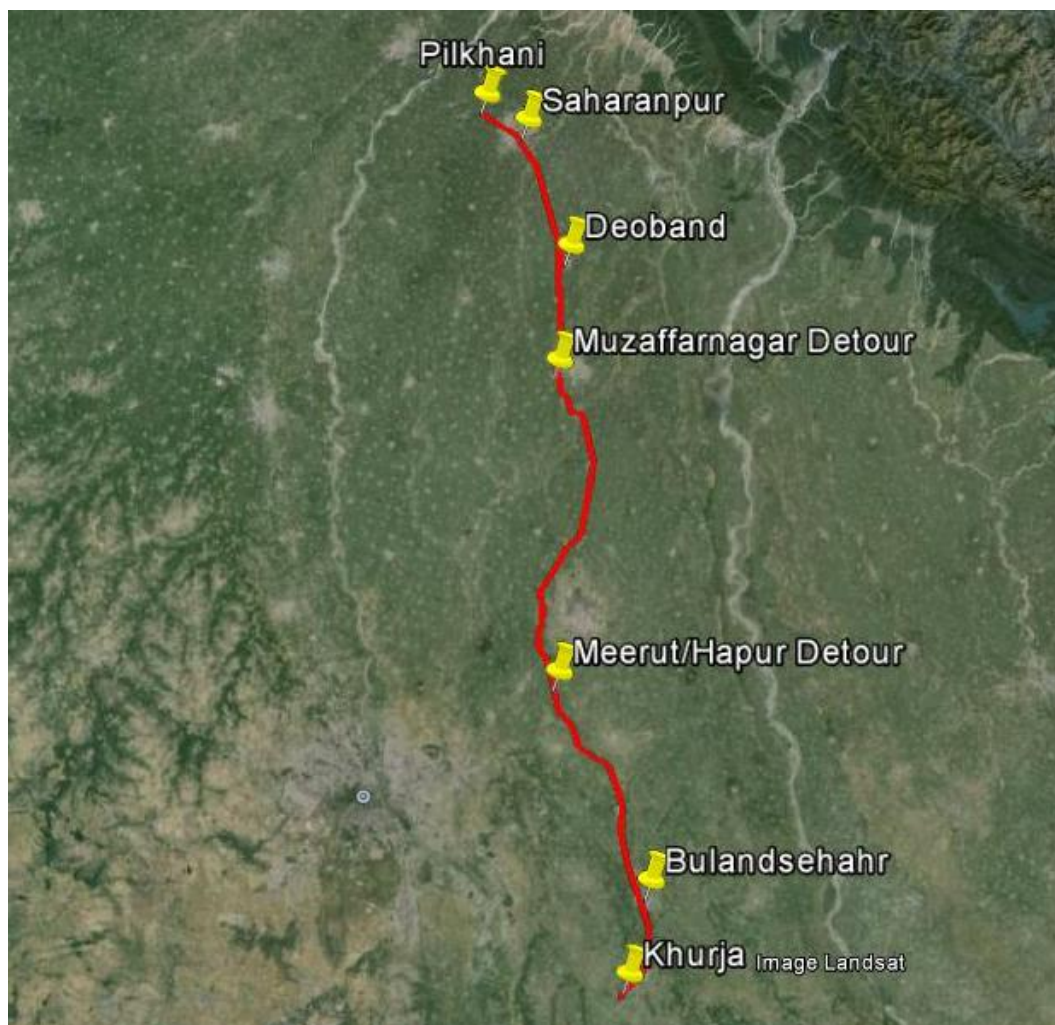 Pilkhani
Saharanpur
Deoband
Muzaffarnagar Detour
Meerut/Hapur Detour
Bulandsehahr
Khurja
Image Landsat